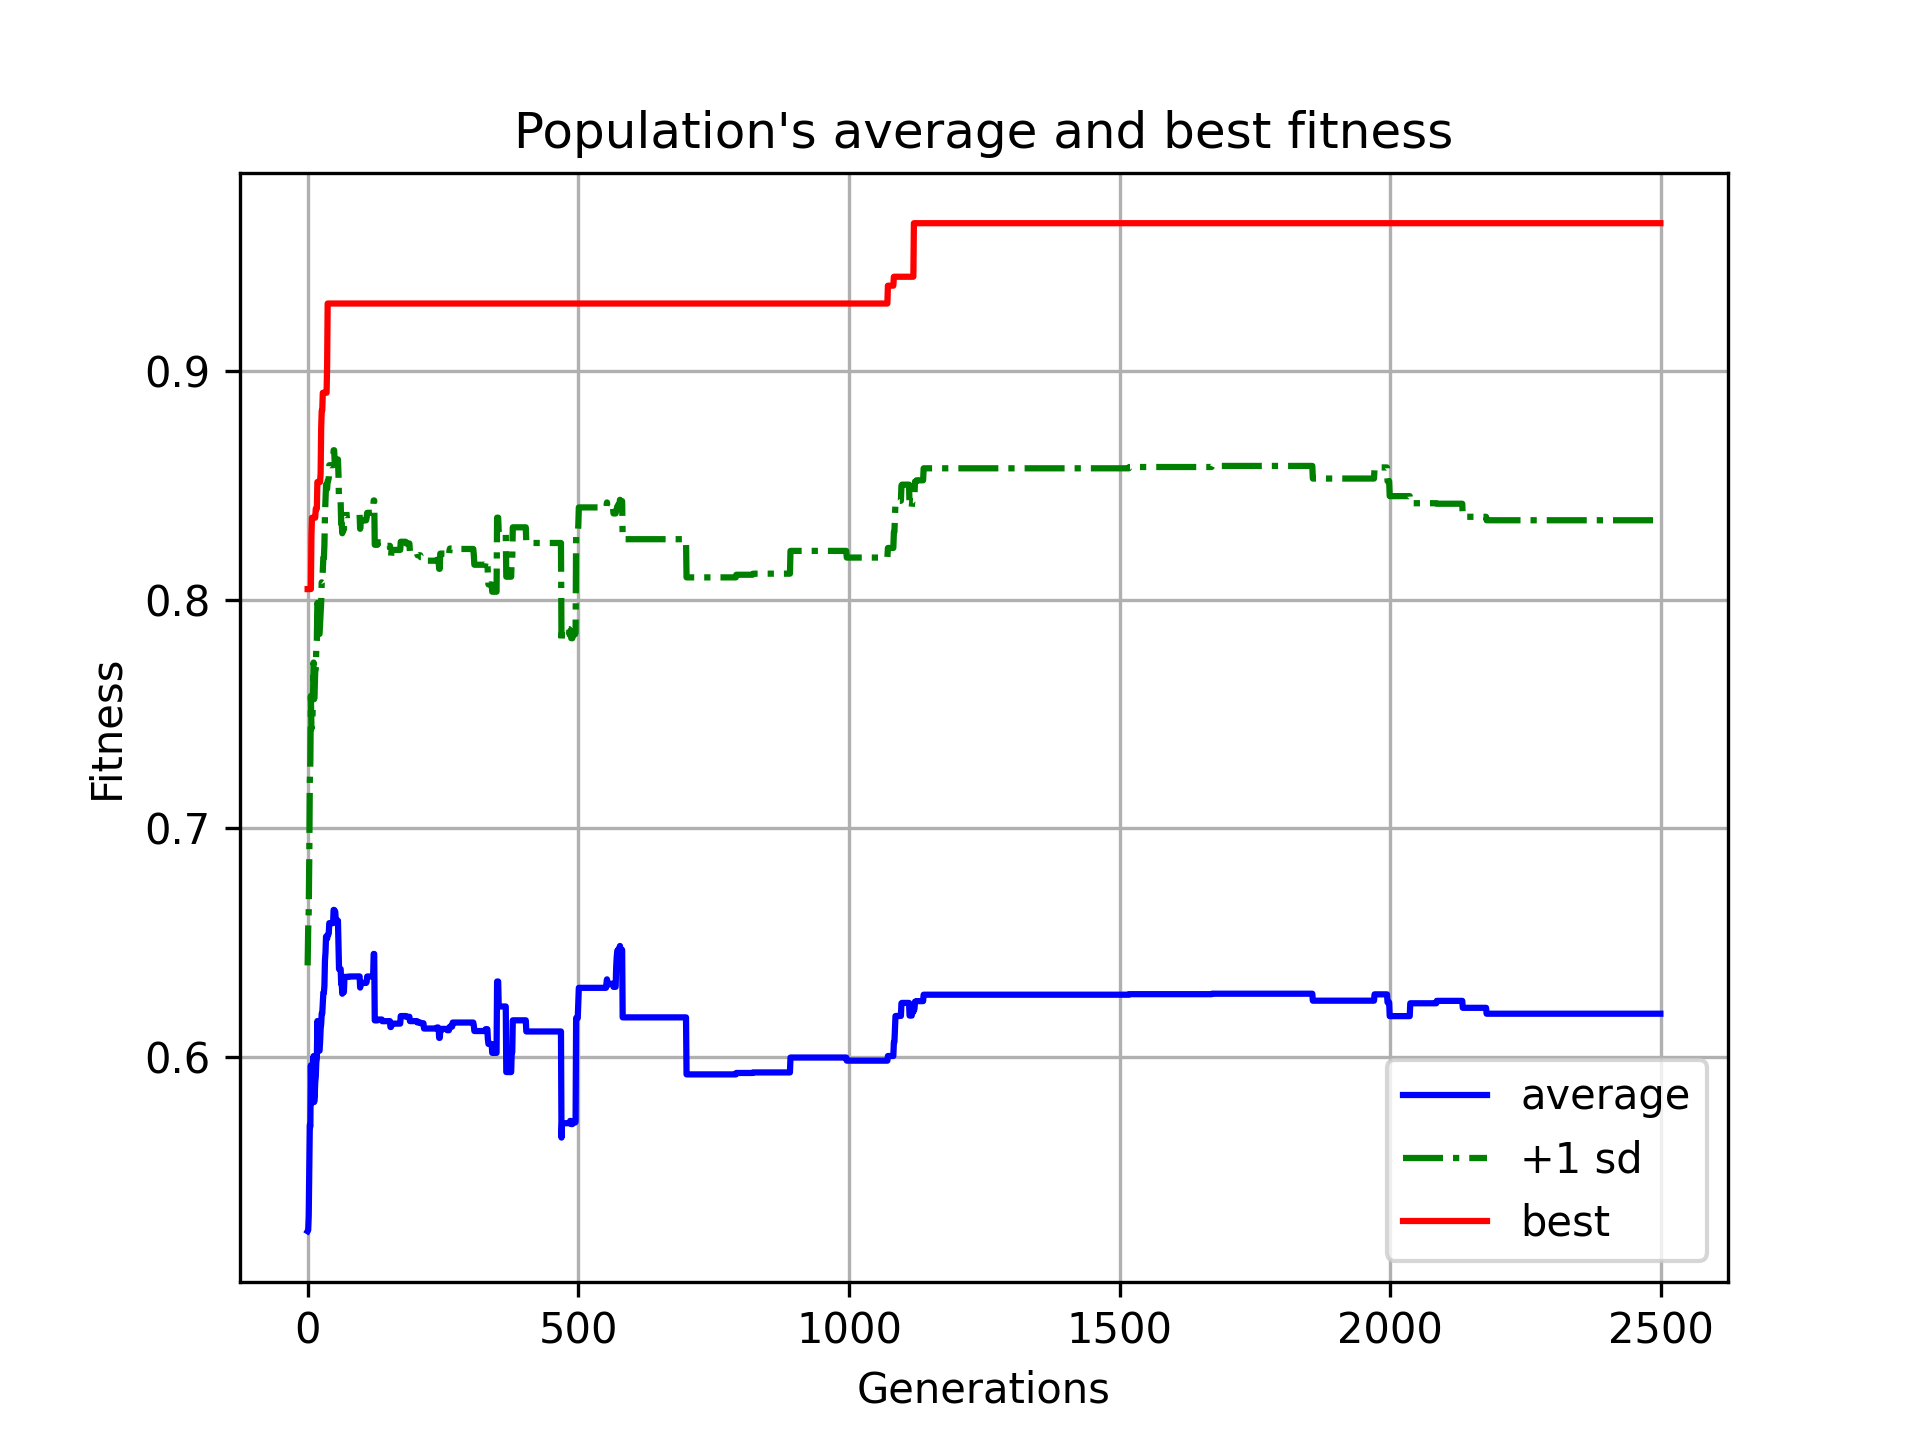 Population's average and best fitness
Fitness
0.9
0.8
0.7
0.6
0 500 1000 1500 2000 2500
Generations
average
+1 sd
best